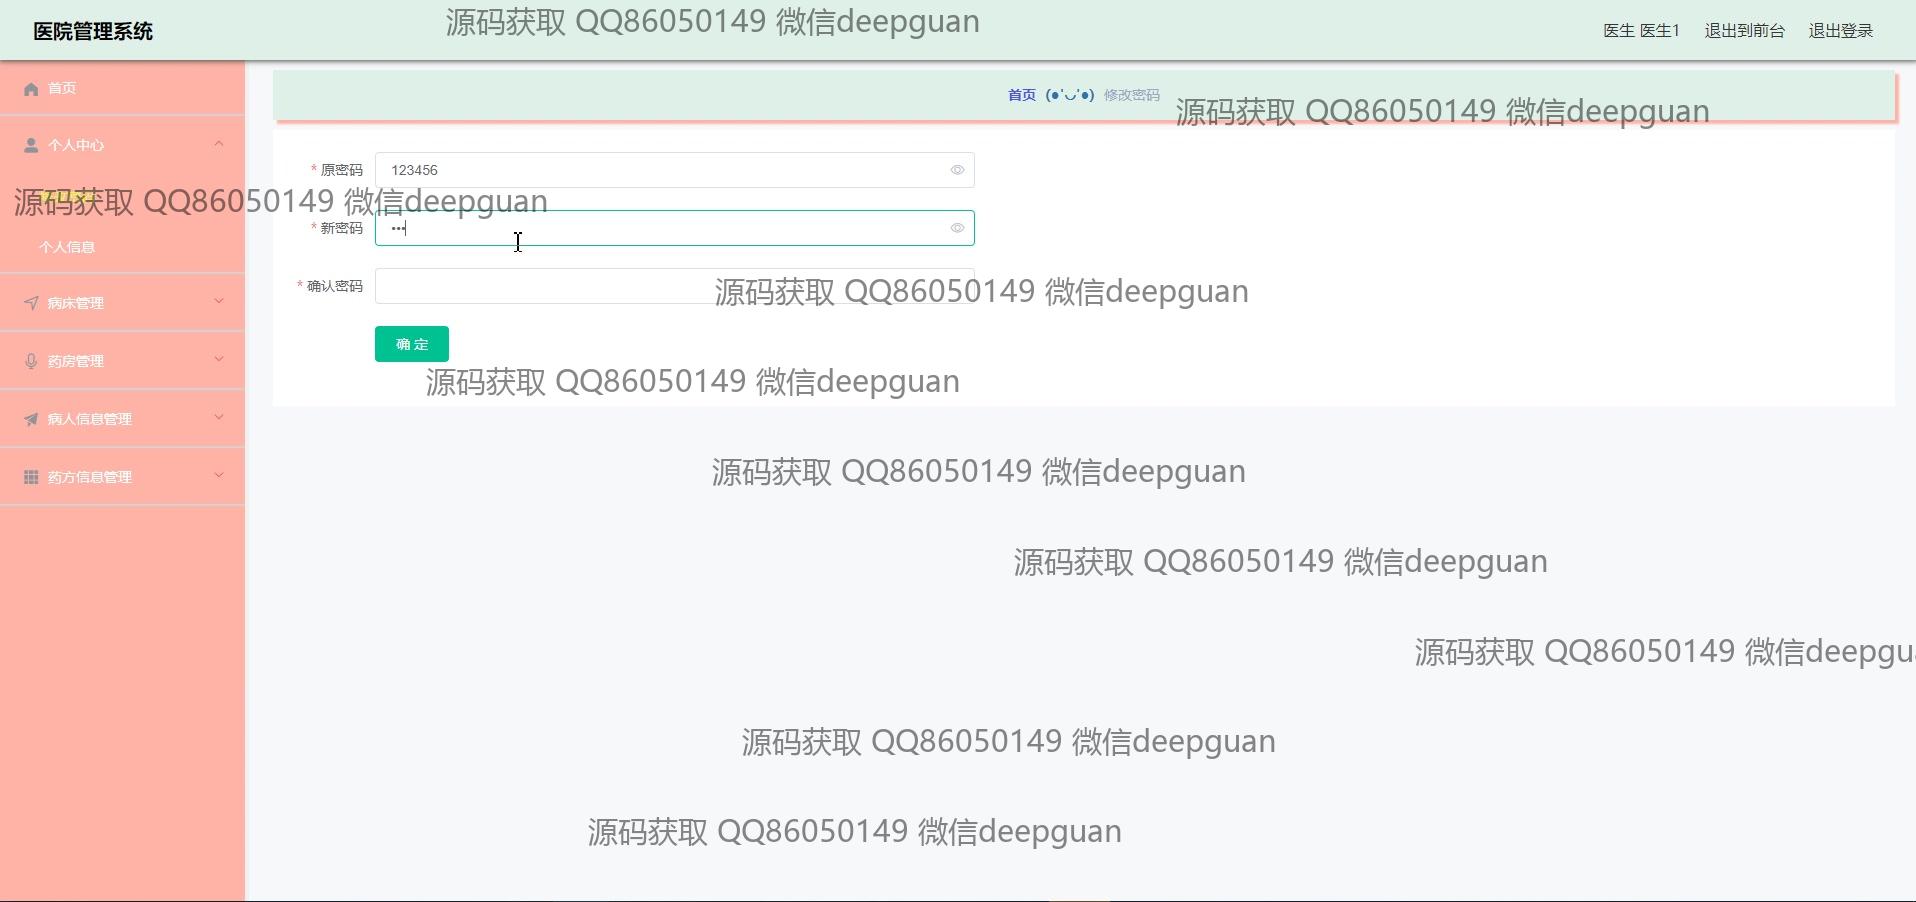 医院管理系统
源码获取 QQ86050149 微信deepguan
医生 医生1 退出到前台 退出登录
首页
首页 (●'◡'●) 修改密码
源码获取 QQ86050149 微信deepguan
个人中心
* 原密码 123456
源码获取 QQ86050149 微信deepguan
* 新密码 •••
个人信息
* 确认密码
源码获取 QQ86050149 微信deepguan
病床管理
确 定
药房管理
源码获取 QQ86050149 微信deepguan
病人信息管理
源码获取 QQ86050149 微信deepguan
药方信息管理
源码获取 QQ86050149 微信deepguan
源码获取 QQ86050149 微信deepgu
源码获取 QQ86050149 微信deepguan
源码获取 QQ86050149 微信deepguan